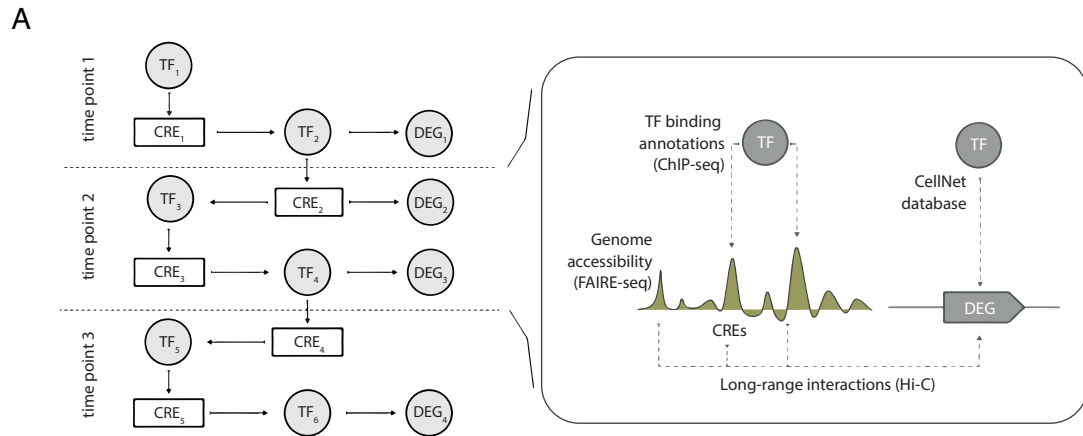 A
time point 1
TF1
CRE1
TF2
DEG1
time point 2
TF3
CRE2
DEG2
CRE3
TF4
DEG3
time point 3
TF5
CRE4
CRE5
TF6
DEG4
TF binding
annotations
(ChIP-seq)
TF
TF
CellNet
database
Genome
accessibility
(FAIRE-seq)
CREs
DEG
Long-range interactions (Hi-C)